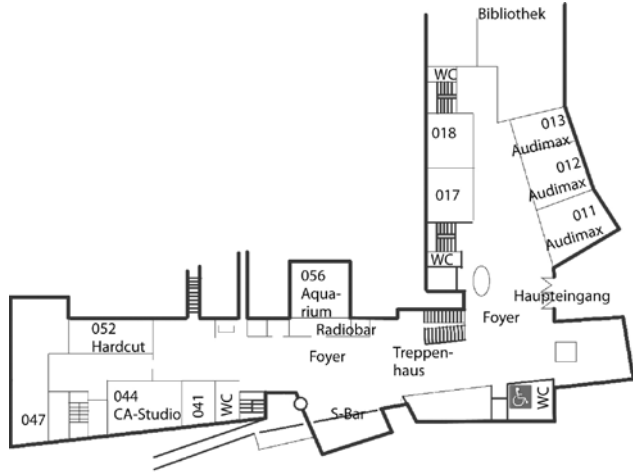 Bibliothek
WC
013
Audimax
018
012
Audimax
017
011
Audimax
WC
056
Aqua-
rium
Haupteingang
Radiobar
Foyer
052
Hardcut
Foyer
Treppen-
haus
044
CA-Studio
041
WC
S-Bar
WC
047